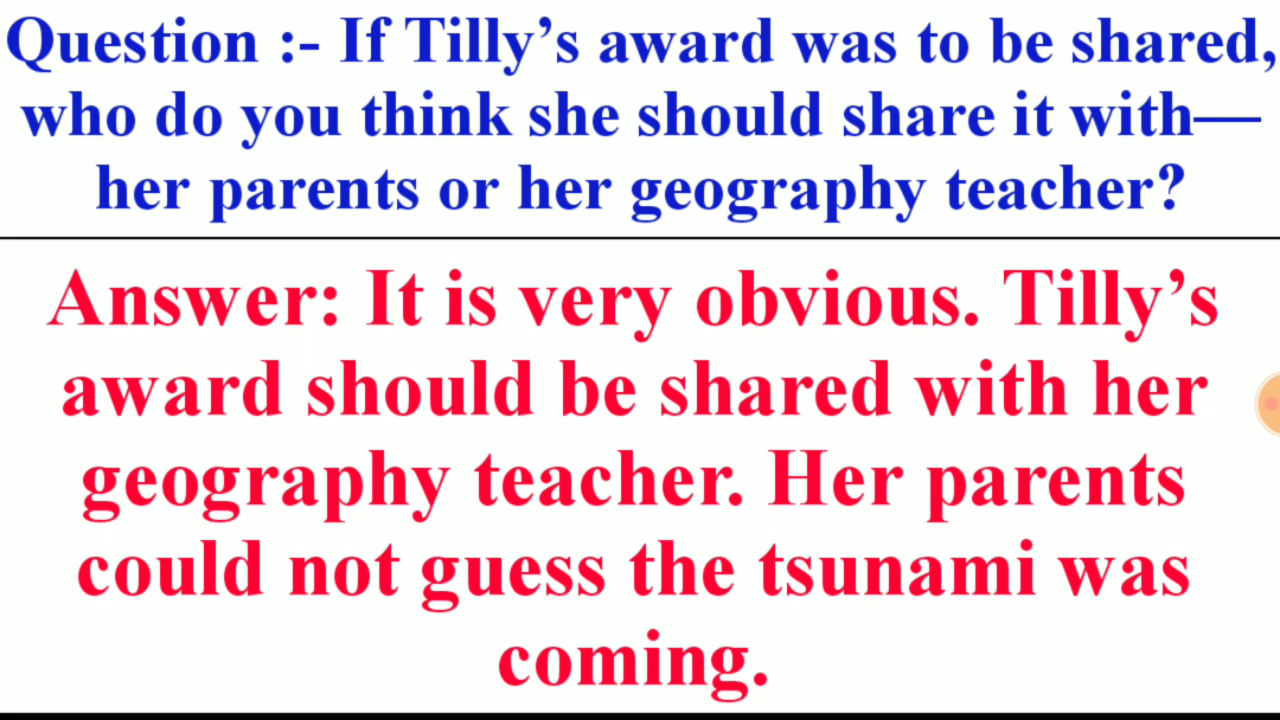 Question :- If Tilly’s award was to be shared,
who do you think she should share it with—
her parents or her geography teacher?
Answer: It is very obvious. Tilly’s
award should be shared with her
geography teacher. Her parents
could not guess the tsunami was
coming.